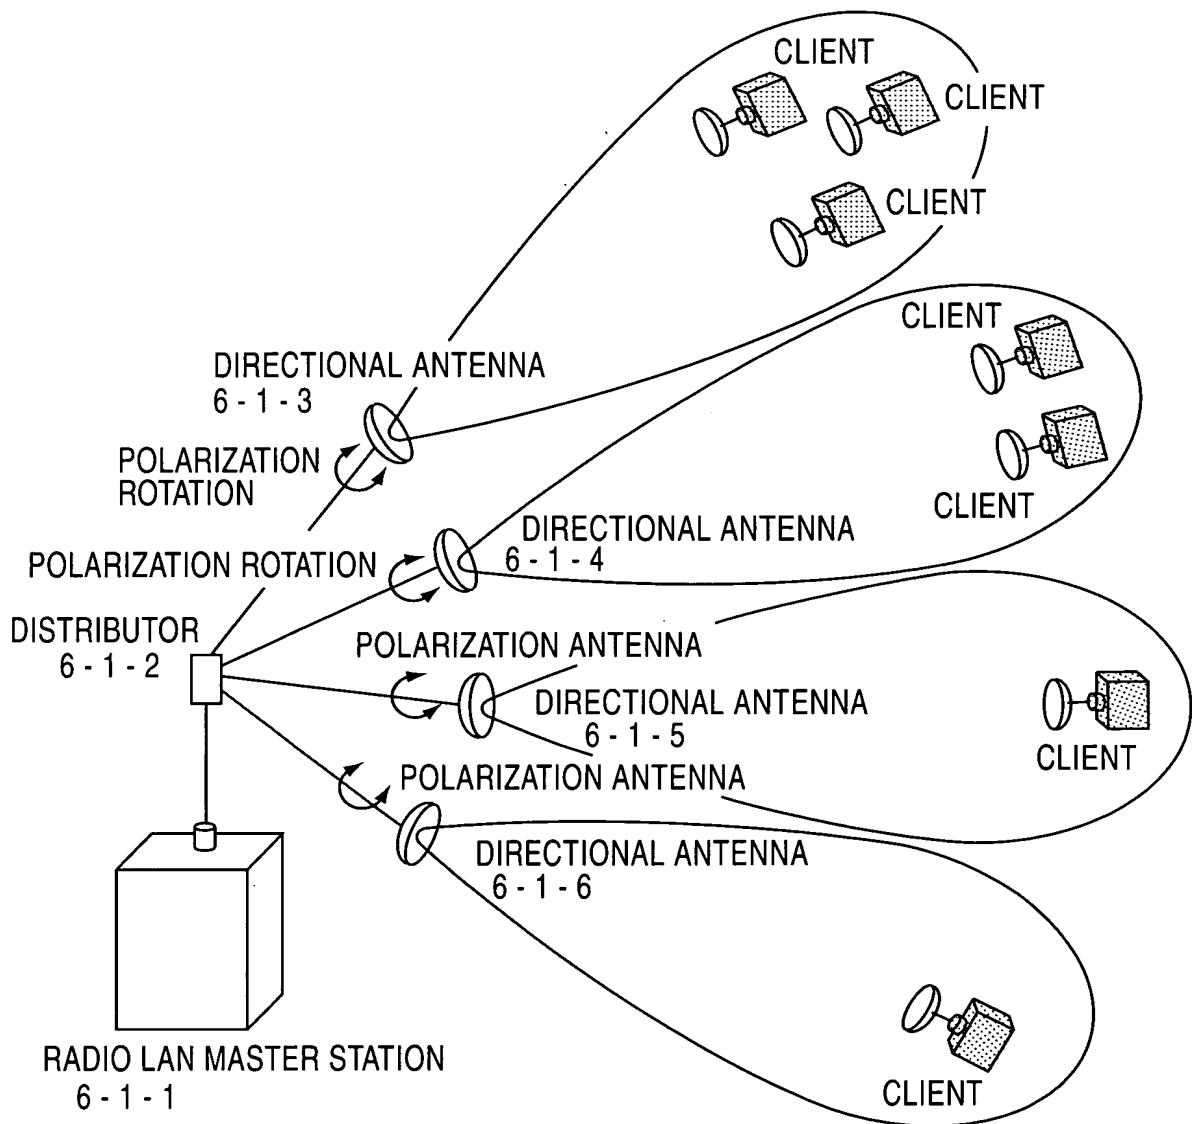 CLIENT
CLIENT
CLIENT
CLIENT
DIRECTIONAL ANTENNA
6 - 1 - 3
POLARIZATION
ROTATION
CLIENT
DIRECTIONAL ANTENNA
6 - 1 - 4
POLARIZATION ROTATION
DISTRIBUTOR
6 - 1 - 2
POLARIZATION ANTENNA
DIRECTIONAL ANTENNA
6 - 1 - 5
CLIENT
POLARIZATION ANTENNA
DIRECTIONAL ANTENNA
6 - 1 - 6
RADIO LAN MASTER STATION
6 - 1 - 1
CLIENT